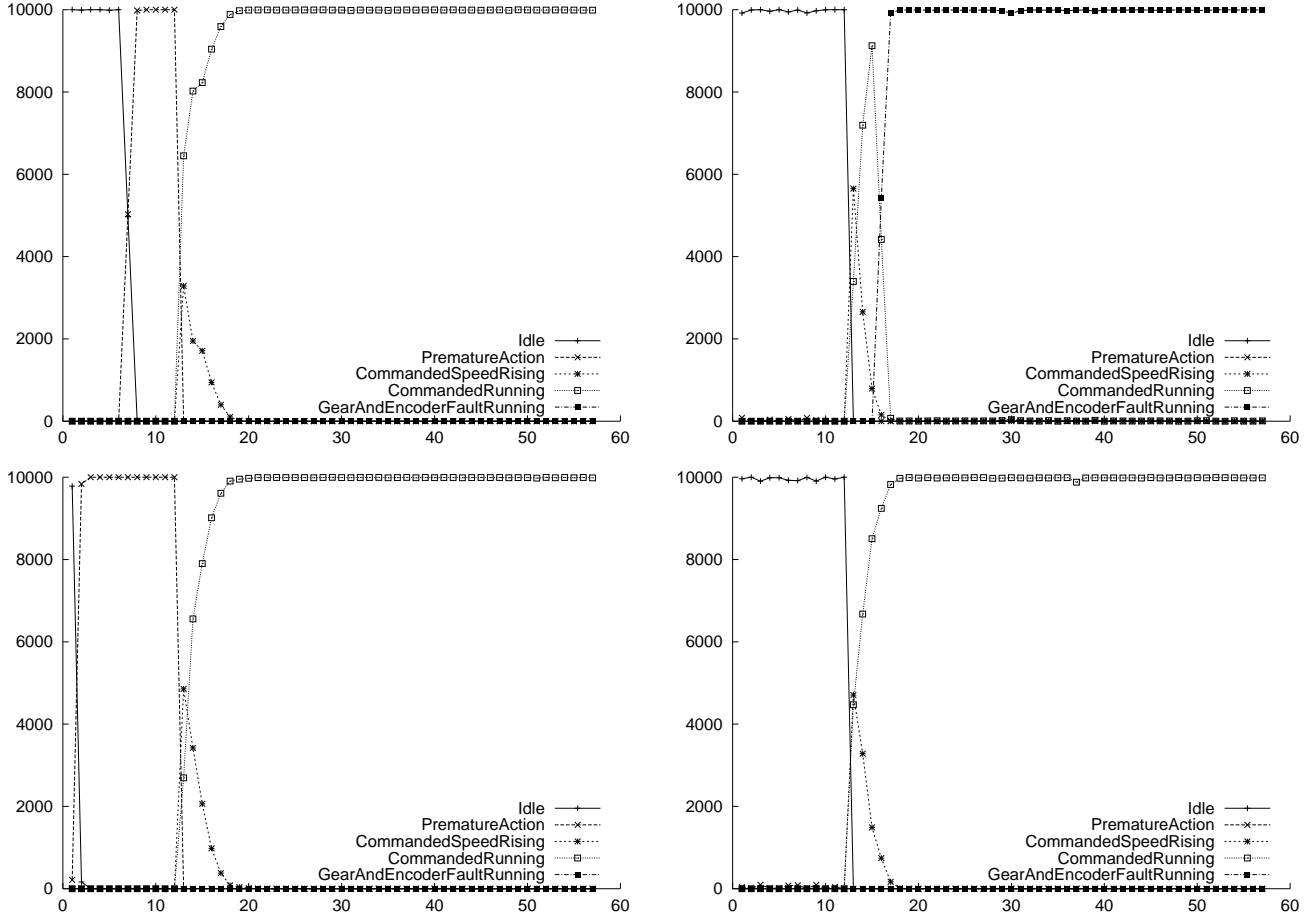 10000
8000
6000
4000
2000
0
Idle
PrematureAction
CommandedSpeedRising
CommandedRunning
GearAndEncoderFaultRunning
0 10 20 30 40 50 60
10000
8000
6000
4000
2000
0
Idle
PrematureAction
CommandedSpeedRising
CommandedRunning
GearAndEncoderFaultRunning
0 10 20 30 40 50 60
10000
8000
6000
4000
2000
0
Idle
PrematureAction
CommandedSpeedRising
CommandedRunning
GearAndEncoderFaultRunning
0 10 20 30 40 50 60
10000
8000
6000
4000
2000
0
Idle
PrematureAction
CommandedSpeedRising
CommandedRunning
GearAndEncoderFaultRunning
0 10 20 30 40 50 60